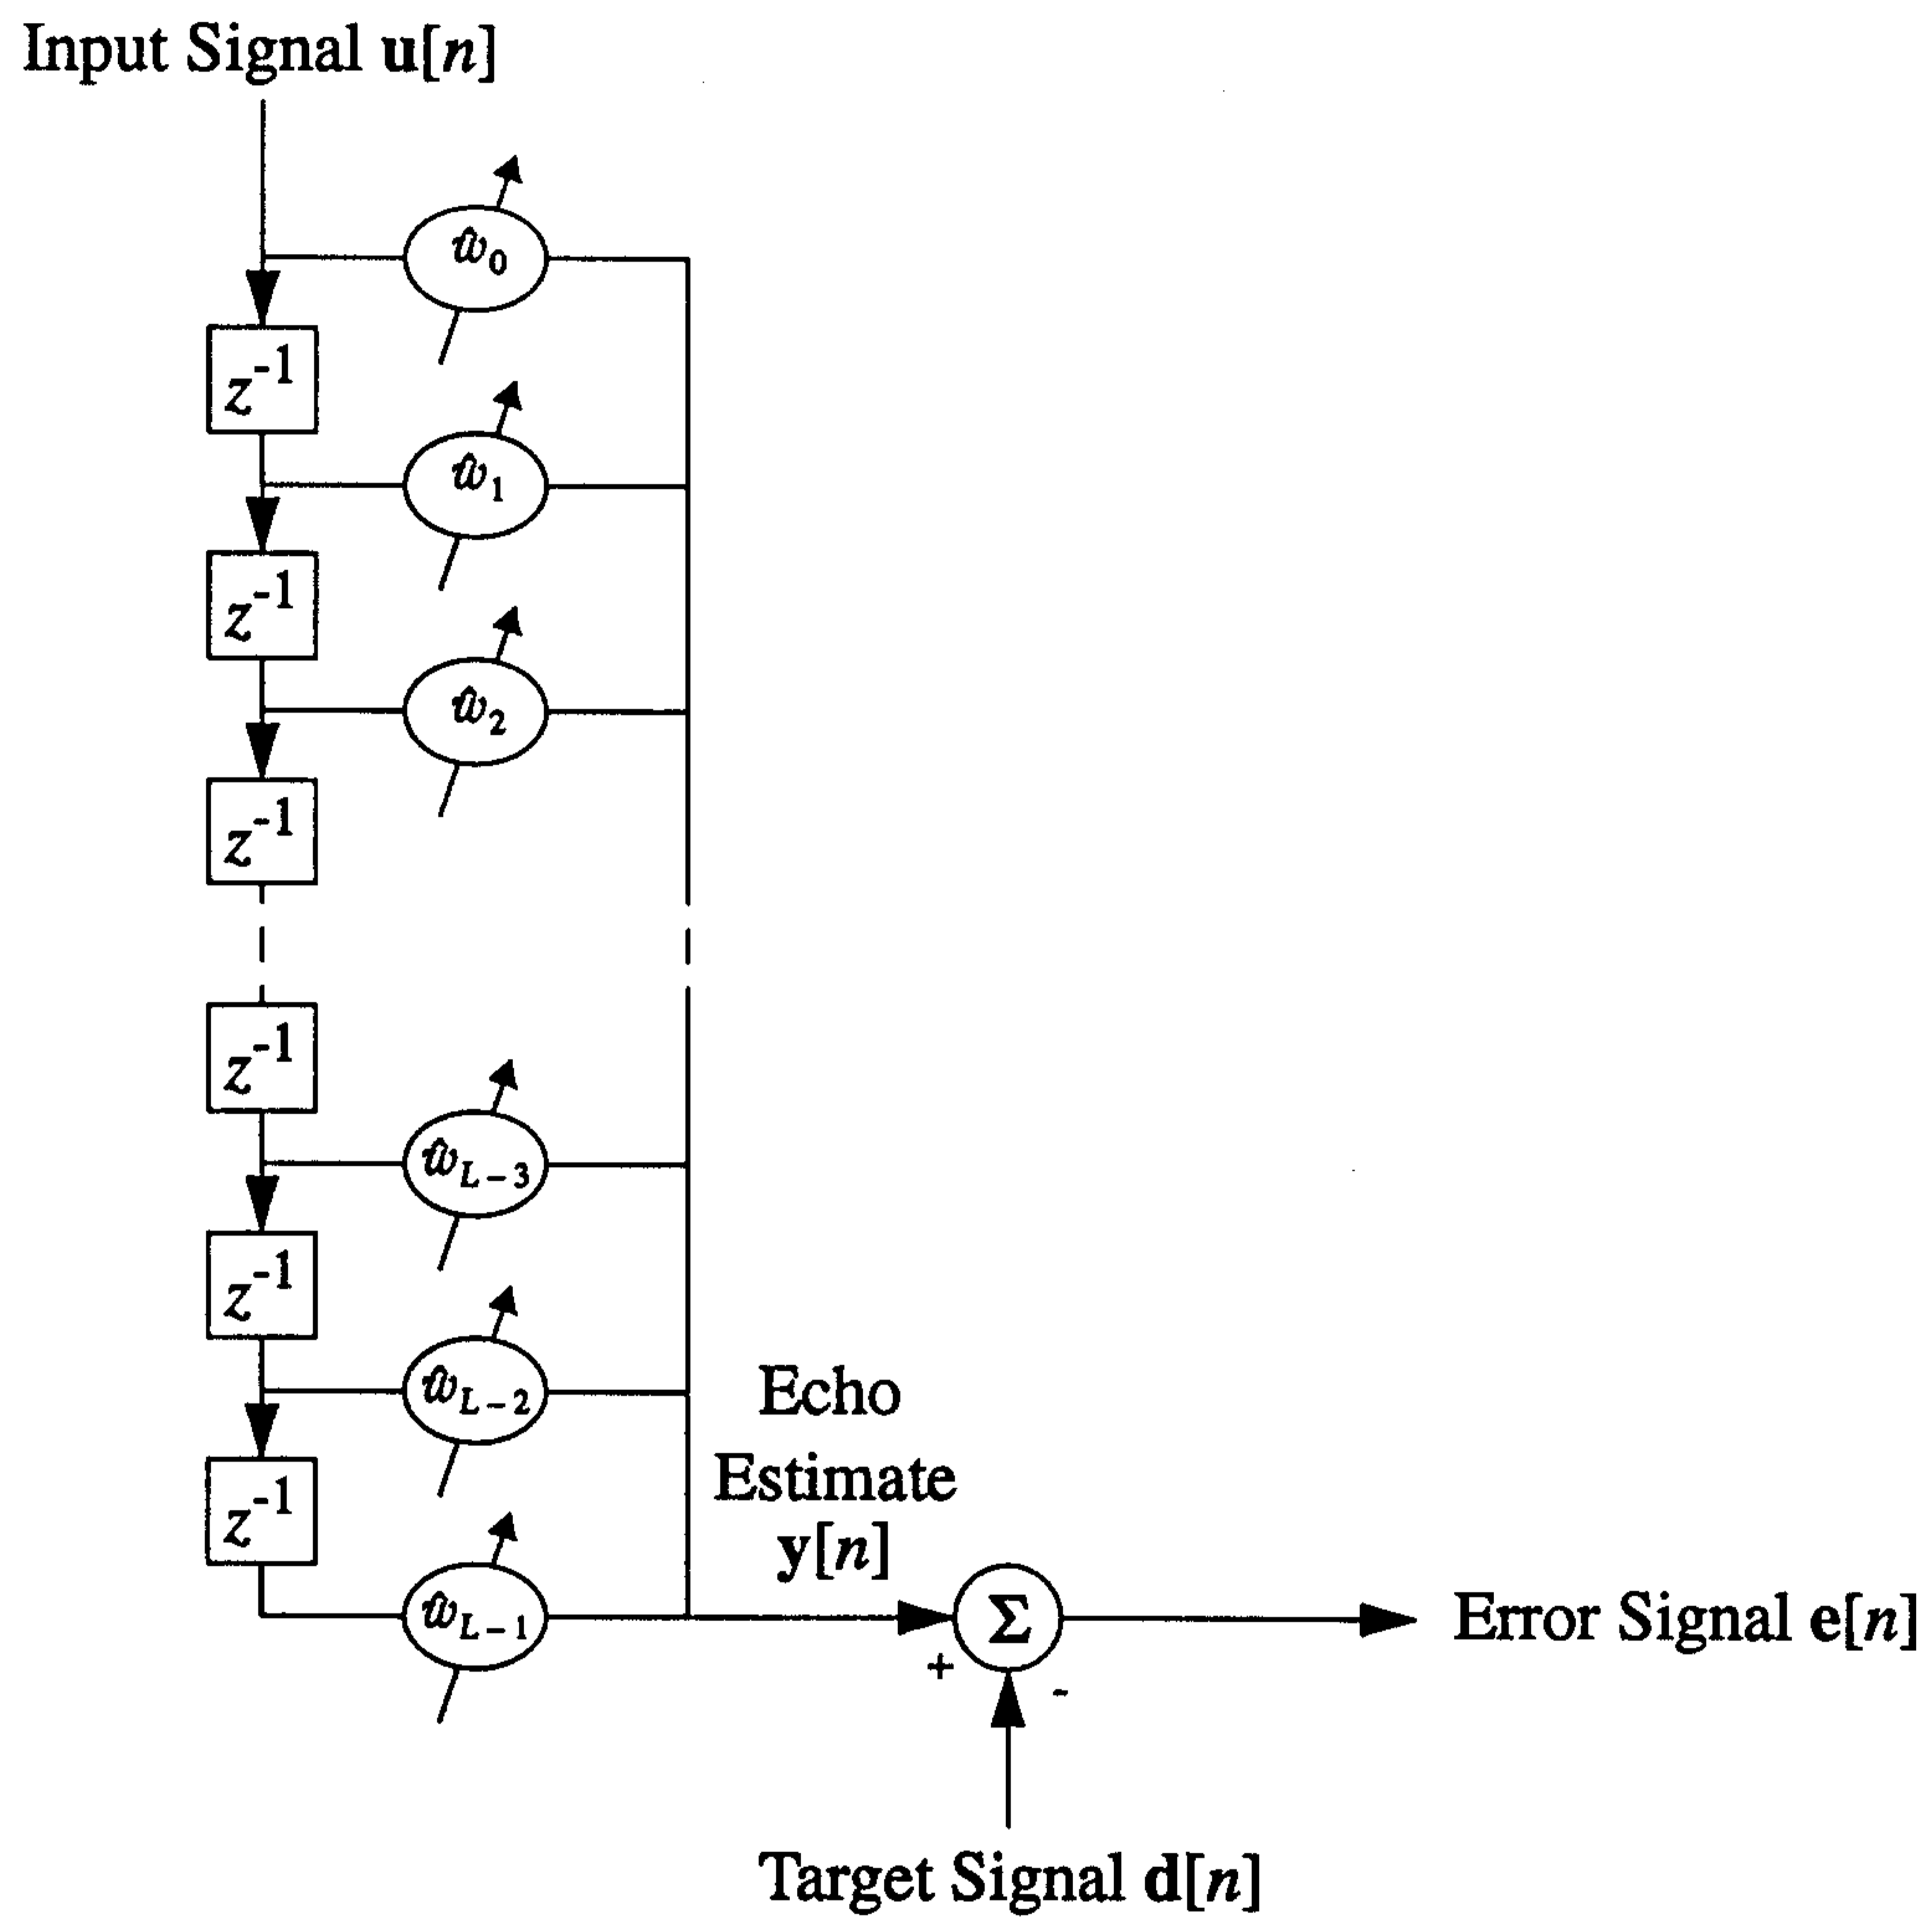 Input Signal u[n]
ŵ0
z-1
ŵ1
z-1
ŵ2
z-1
z-1
ŵL-3
z-1
ŵL-2
Echo
Estimate
y[n]
z-1
ŵL-1
Σ
Error Signal e[n]
+
-
Target Signal d[n]